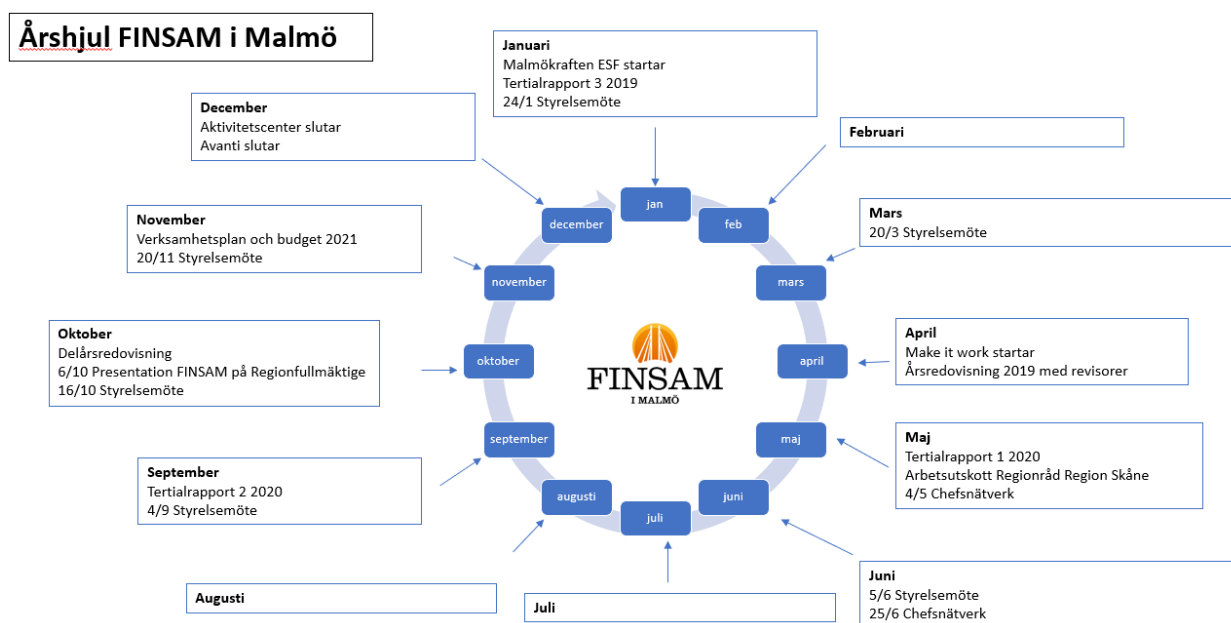 Årshjul FINSAM i Malmö
Januari
Malmökraften ESF startar
Tertialrapport 3 2019
24/1 Styrelsemöte
Februari
Mars
20/3 Styrelsemöte
April
Make it work startar
Årsredovisning 2019 med revisorer
Maj
Tertialrapport 1 2020
Arbetsutskott Regionråd Region Skåne
4/5 Chefsnätverk
Juni
5/6 Styrelsemöte
25/6 Chefsnätverk
Juli
Augusti
September
Tertialrapport 2 2020
4/9 Styrelsemöte
Oktober
Delårsredovisning
6/10 Presentation FINSAM på Regionfullmäktige
16/10 Styrelsemöte
November
Verksamhetsplan och budget 2021
20/11 Styrelsemöte
December
Aktivitetscenter slutar
Avanti slutar
jan
feb
mars
april
maj
juni
juli
augusti
september
oktober
november
december
FINSAM
I MALMÖ